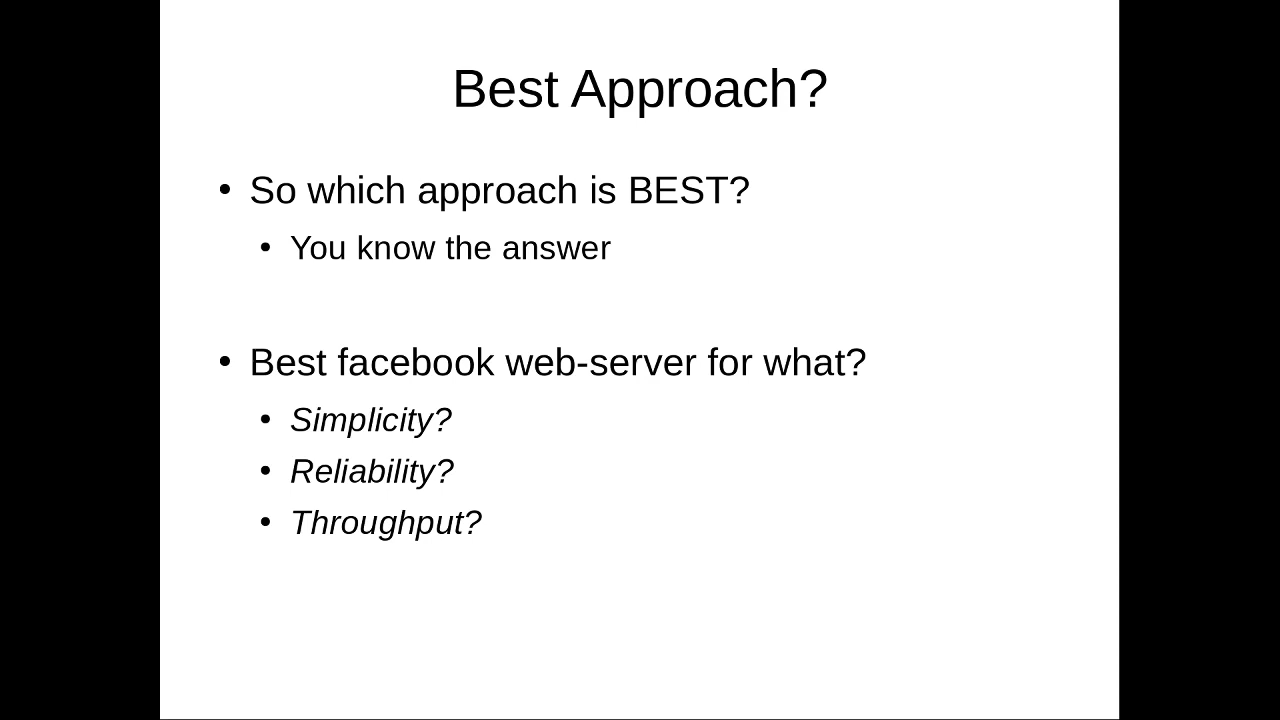 Best Approach?
• So which approach is BEST?
• You know the answer
• Best facebook web-server for what?
• Simplicity?
• Reliability?
• Throughput?